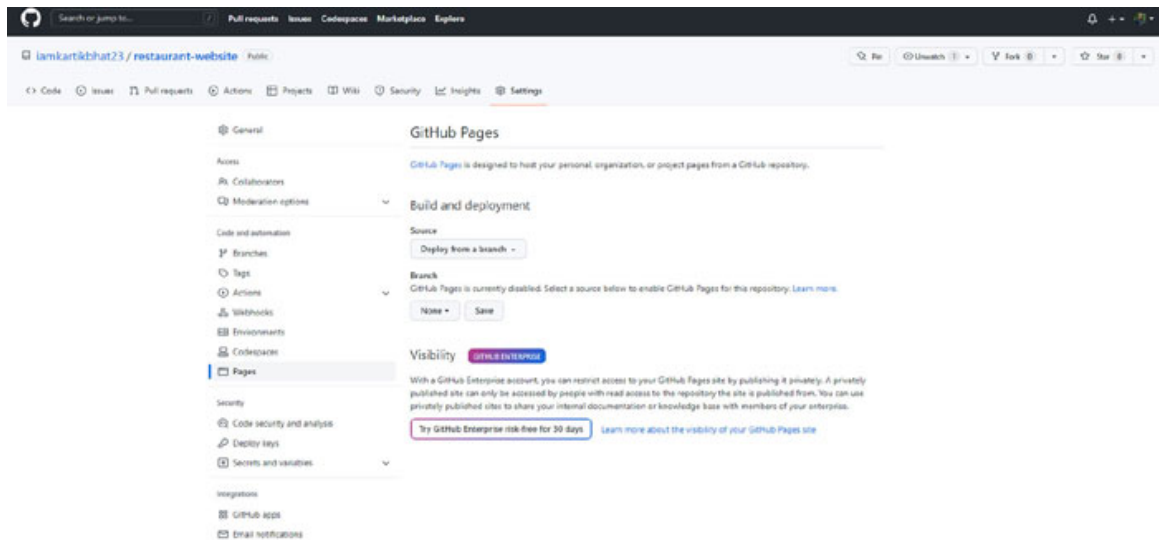 Search or jump to... /
Pull requests Issues Codespaces Marketplace Explore
iamkartikbhat23 / restaurant-website Public
Pin Unwatch 1 Fork 0 Star 0
<> Code Issues Pull requests Actions Projects Wiki Security Insights Settings
General
Access
Collaborators
Moderation options
Code and automation
Branches
Tags
Actions
Webhooks
Environments
Codespaces
Pages
Security
Code security and analysis
Deploy keys
Secrets and variables
Integrations
GitHub apps
Email notifications
GitHub Pages
GitHub Pages is designed to host your personal, organization, or project pages from a GitHub repository.
Build and deployment
Source
Deploy from a branch
Branch
GitHub Pages is currently disabled. Select a source below to enable GitHub Pages for this repository. Learn more.
None Save
Visibility GITHUB ENTERPRISE
With a GitHub Enterprise account, you can restrict access to your GitHub Pages site by publishing it privately. A privately
published site can only be accessed by people with read access to the repository the site is published from. You can use
privately published sites to share your internal documentation or knowledge base with members of your enterprise.
Try GitHub Enterprise risk-free for 30 days Learn more about the visibility of your GitHub Pages site